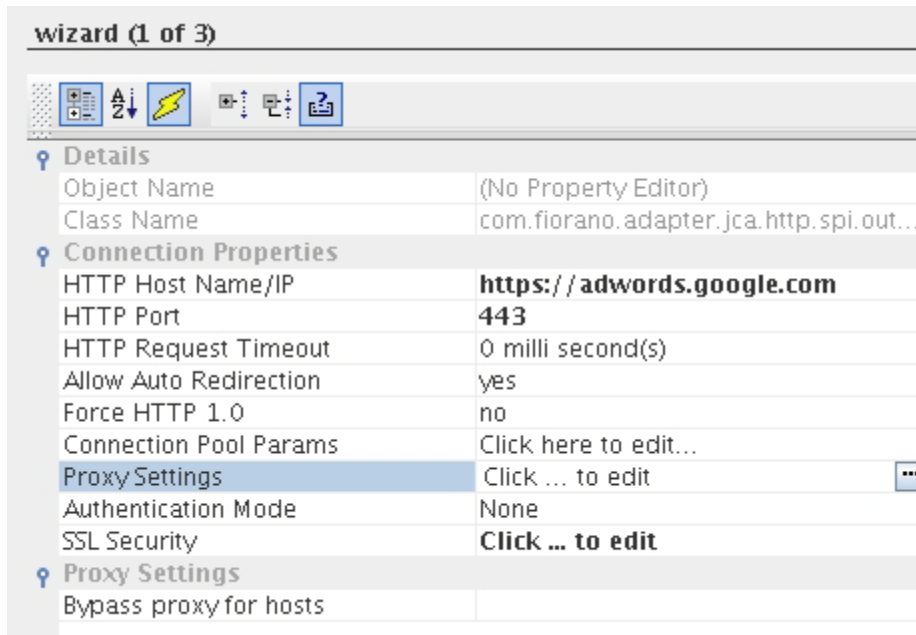 wizard (1 of 3)
Details
Object Name (No Property Editor)
Class Name com.fiorano.adapter.jca.http.spi.out...
Connection Properties
HTTP Host Name/IP https://adwords.google.com
HTTP Port 443
HTTP Request Timeout 0 milli second(s)
Allow Auto Redirection yes
Force HTTP 1.0 no
Connection Pool Params Click here to edit...
Proxy Settings Click ... to edit ...
Authentication Mode None
SSL Security Click ... to edit
Proxy Settings
Bypass proxy for hosts